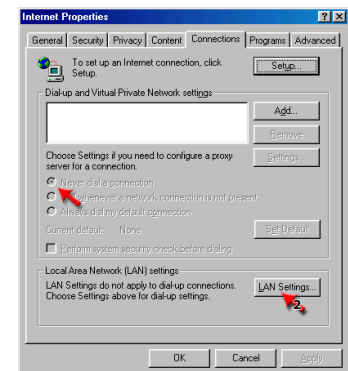 Internet Properties
General Security Privacy Content Connections Programs Advanced
To set up an Internet connection, click
Setup.
Setup...
Dial-up and Virtual Private Network settings
Add...
Remove
Choose Settings if you need to configure a proxy
server for a connection.
Settings...
Never dial a connection
whenever a network connection is not present
Always dial my default connection
Current default: None
Set Default
Perform system security check before dialing
Local Area Network (LAN) settings
LAN Settings do not apply to dial-up connections.
Choose Settings above for dial-up settings.
LAN Settings...
2
OK Cancel Apply